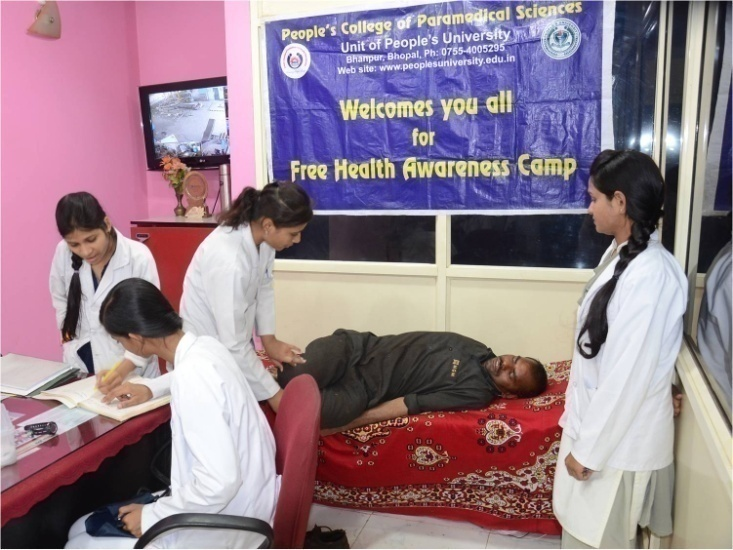 People's College of Paramedical Sciences
Unit of People's University
Bhanpur, Bhopal, Ph: 0755-4005295
Web site: www.peoplesuniversity.edu.in
Welcomes you all
for
Free Health Awareness Camp